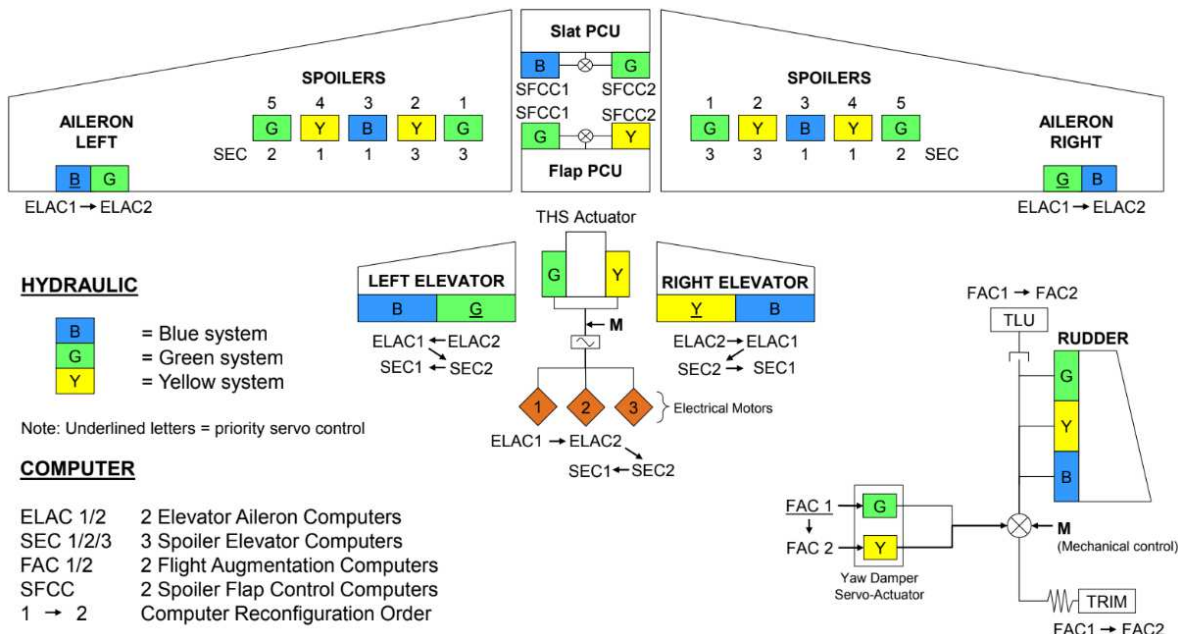 Slat PCU
B G
SFCC1 SFCC2
SFCC1 SFCC2
G Y
Flap PCU
SPOILERS
5 4 3 2 1
G Y B Y G
SEC 2 1 1 3 3
AILERON
LEFT
B G
ELAC1 → ELAC2
SPOILERS
1 2 3 4 5
G Y B Y G
3 3 1 1 2 SEC
AILERON
RIGHT
G B
ELAC1 → ELAC2
THS Actuator
G Y
M
1 2 3
Electrical Motors
ELAC1 → ELAC2
SEC1 ← SEC2
LEFT ELEVATOR
B G
ELAC1 ← ELAC2
SEC1 ← SEC2
RIGHT ELEVATOR
Y B
ELAC2 → ELAC1
SEC2 → SEC1
HYDRAULIC
B = Blue system
G = Green system
Y = Yellow system
Note: Underlined letters = priority servo control
COMPUTER
ELAC 1/2 2 Elevator Aileron Computers
SEC 1/2/3 3 Spoiler Elevator Computers
FAC 1/2 2 Flight Augmentation Computers
SFCC 2 Spoiler Flap Control Computers
1 → 2 Computer Reconfiguration Order
FAC1 → FAC2
TLU
RUDDER
G
Y
B
FAC 1 G
FAC 2 Y
Yaw Damper
Servo-Actuator
M
(Mechanical control)
TRIM
FAC1 → FAC2